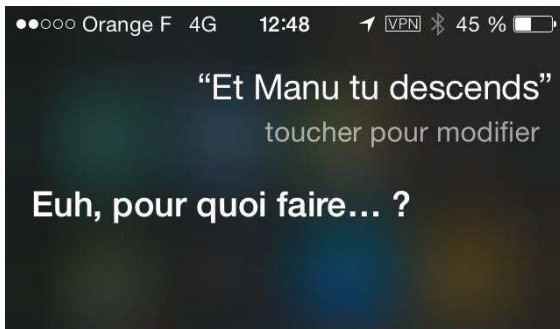 ●●○○○ Orange F 4G 12:48 VPN 45 %
“Et Manu tu descends”
toucher pour modifier
Euh, pour quoi faire… ?